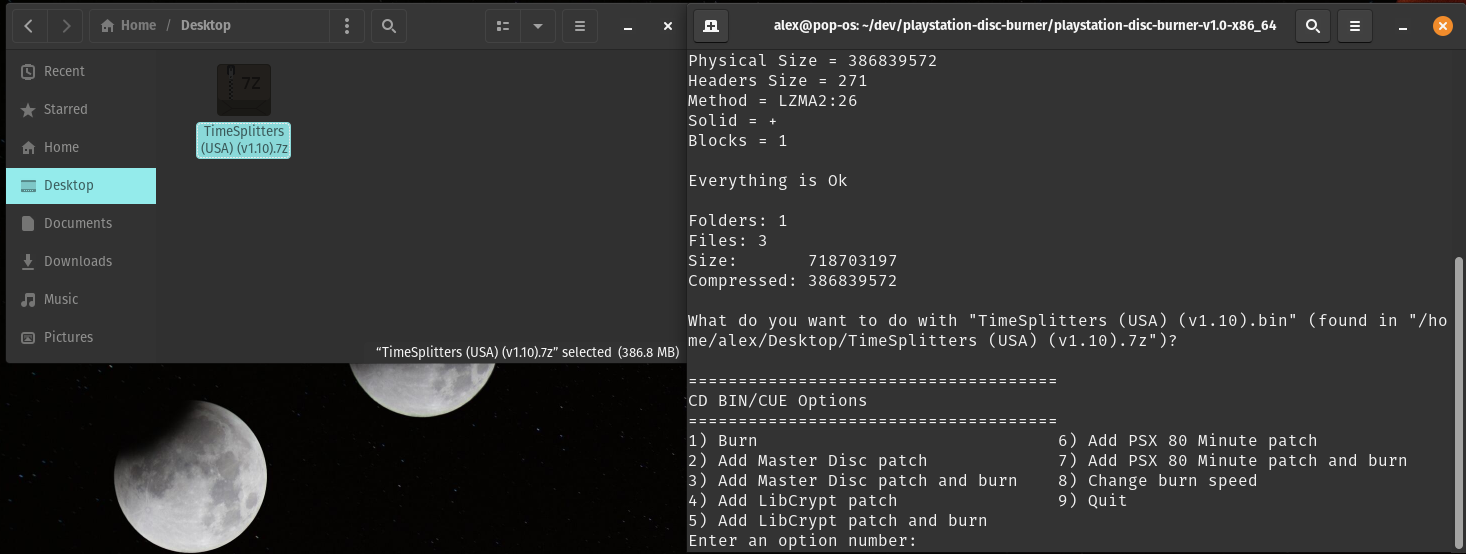 Home / Desktop
Recent
Starred
Home
Desktop
Documents
Downloads
Music
Pictures
7Z
TimeSplitters
(USA) (v1.10).7z
“TimeSplitters (USA) (v1.10).7z” selected (386.8 MB)
alex@pop-os: ~/dev/playstation-disc-burner/playstation-disc-burner-v1.0-x86_64
Physical Size = 386839572
Headers Size = 271
Method = LZMA2:26
Solid = +
Blocks = 1
Everything is Ok
Folders: 1
Files: 3
Size:       718703197
Compressed: 386839572
What do you want to do with "TimeSplitters (USA) (v1.10).bin" (found in "/ho
me/alex/Desktop/TimeSplitters (USA) (v1.10).7z")?
=====================================
CD BIN/CUE Options
=====================================
1) Burn                              6) Add PSX 80 Minute patch
2) Add Master Disc patch             7) Add PSX 80 Minute patch and burn
3) Add Master Disc patch and burn    8) Change burn speed
4) Add LibCrypt patch                9) Quit
5) Add LibCrypt patch and burn
Enter an option number: